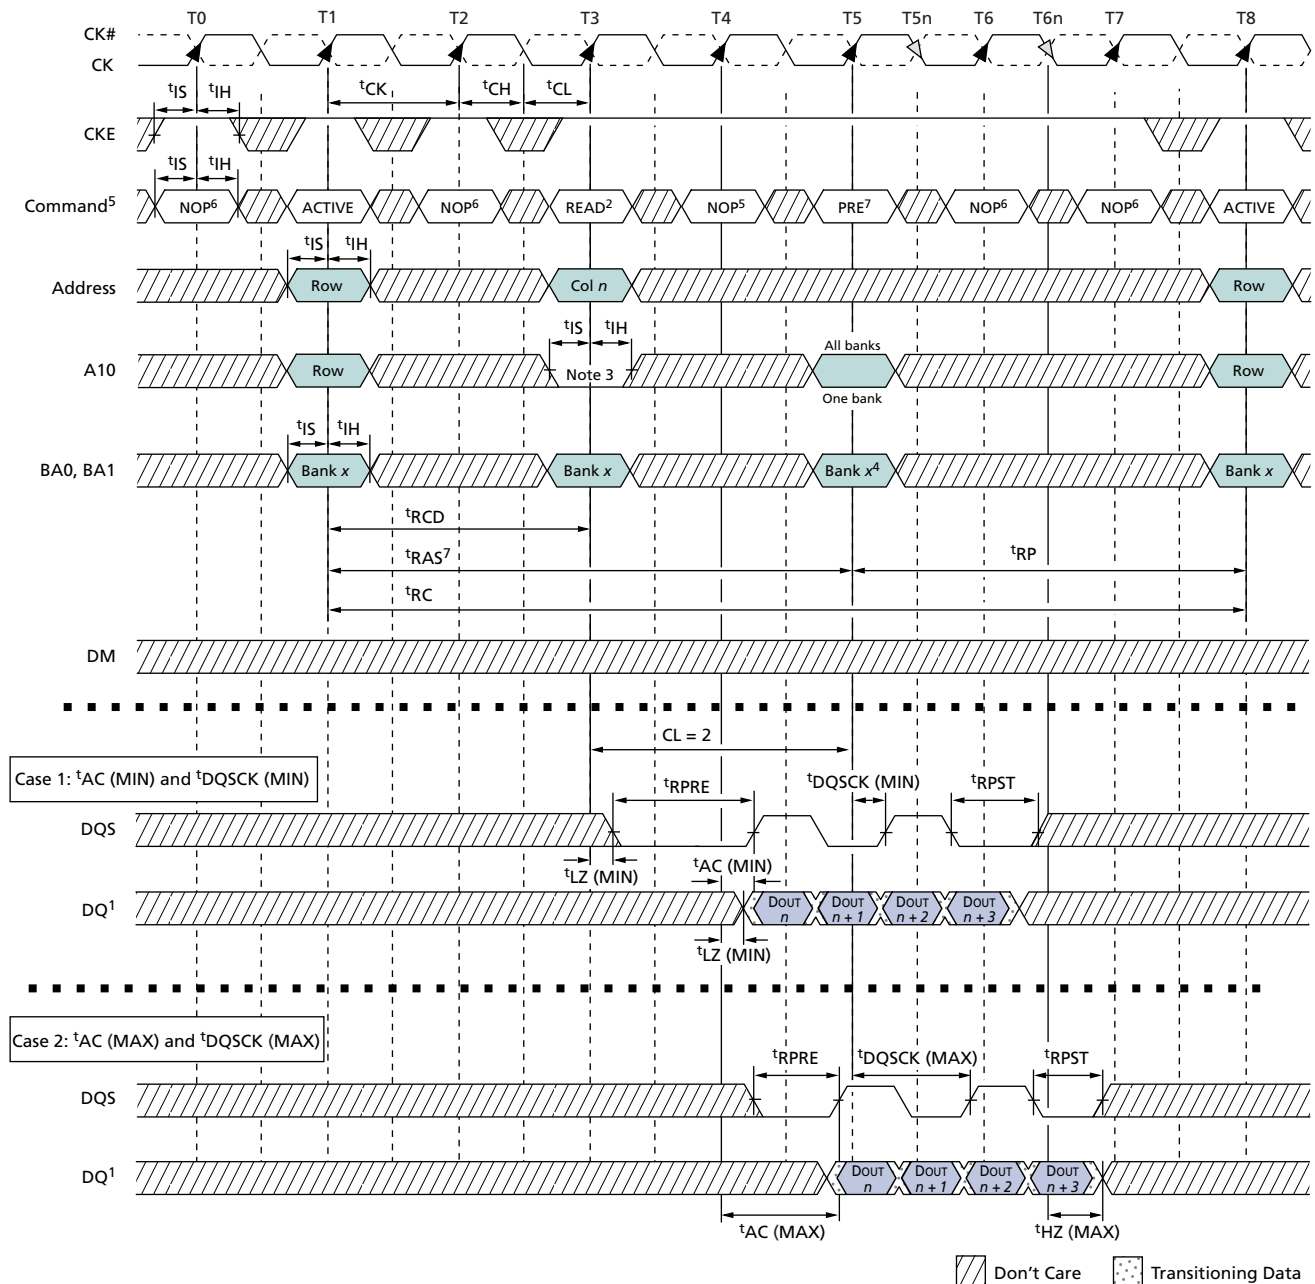 T0 T1 T2 T3 T4 T5 T5n T6 T6n T7 T8
CK#
CK
tIS tIH tCK tCH tCL
CKE
tIS tIH
Command5 NOP6 ACTIVE NOP6 READ2 NOP5 PRE7 NOP6 NOP6 ACTIVE
tIS tIH
Address Row Col n Row
tIS tIH All banks
A10 Row Note 3 Row
One bank
tIS tIH
BA0, BA1 Bank x Bank x Bank x4 Bank x
tRCD
tRAS7 tRP
tRC
DM
CL = 2
Case 1: tAC (MIN) and tDQSCK (MIN)
tRPRE tDQSCK (MIN) tRPST
DQS
tLZ (MIN) tAC (MIN)
DQ1 DOUT n DOUT n + 1 DOUT n + 2 DOUT n + 3
tLZ (MIN)
Case 2: tAC (MAX) and tDQSCK (MAX)
tRPRE tDQSCK (MAX) tRPST
DQS
DQ1 DOUT n DOUT n + 1 DOUT n + 2 DOUT n + 3
tAC (MAX) tHZ (MAX)
Don't Care Transitioning Data